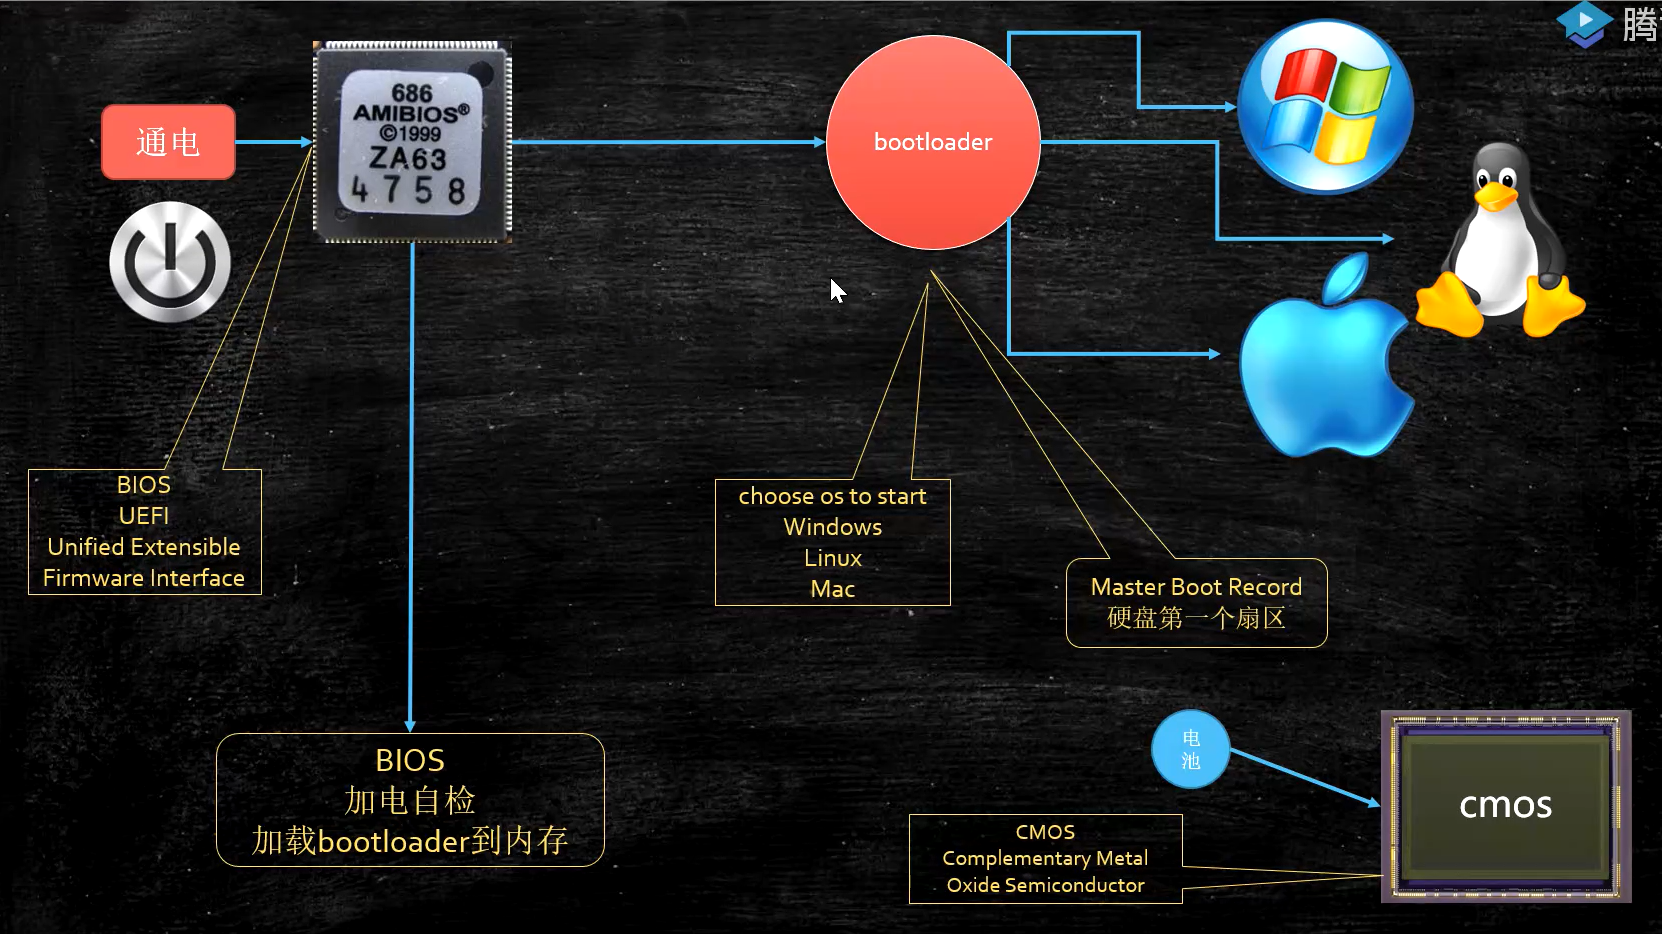 腾
通电
686
AMIBIOS®
©1999
ZA63
4758
bootloader
BIOS
UEFI
Unified Extensible
Firmware Interface
choose os to start
Windows
Linux
Mac
Master Boot Record
硬盘第一个扇区
BIOS
加电自检
加载bootloader到内存
电
池
cmos
CMOS
Complementary Metal
Oxide Semiconductor